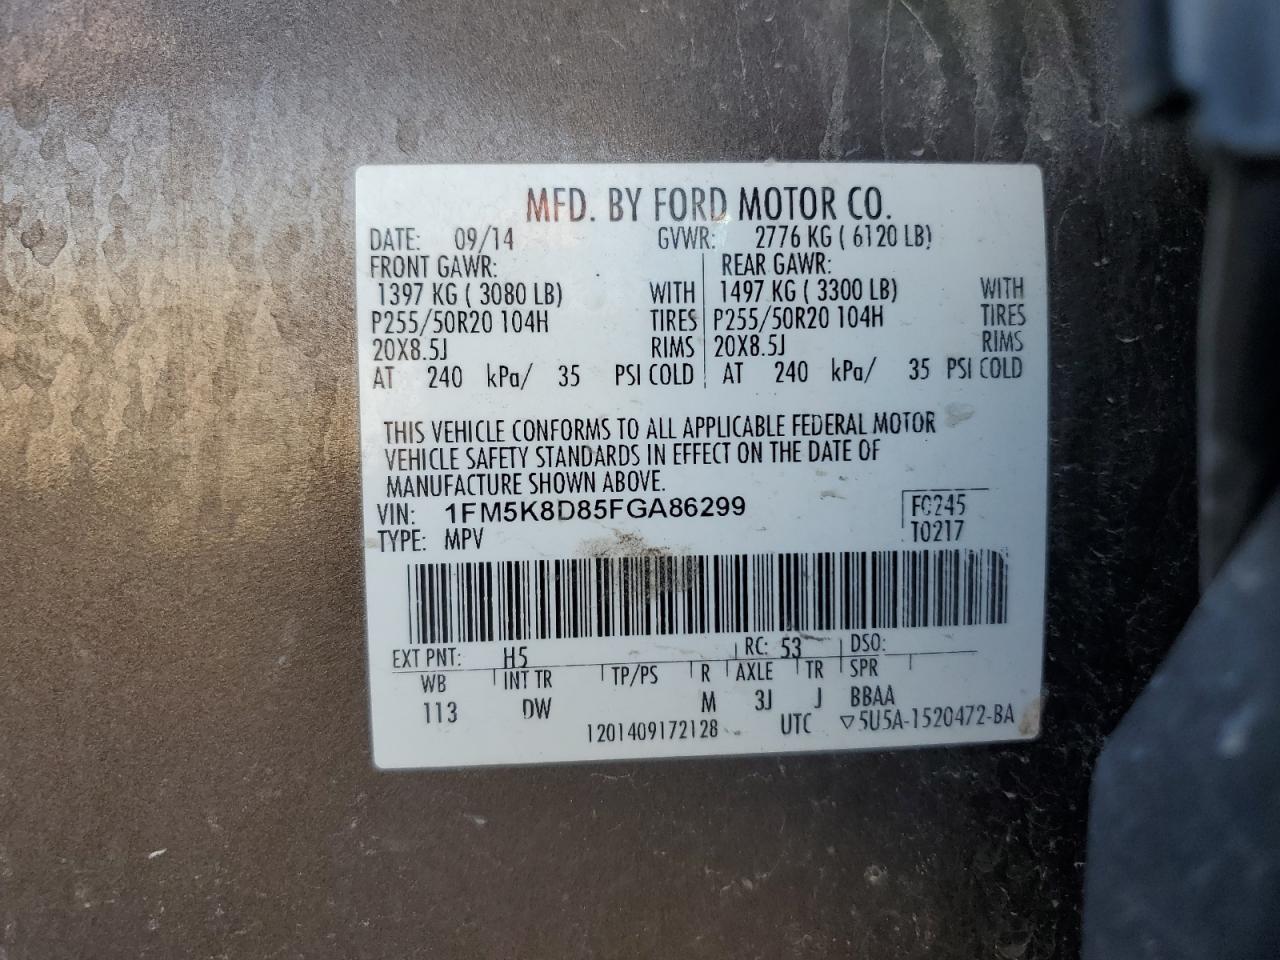 MFD. BY FORD MOTOR CO.
DATE: 09/14 GVWR: 2776 KG ( 6120 LB)
FRONT GAWR: REAR GAWR:
1397 KG ( 3080 LB) WITH 1497 KG ( 3300 LB) WITH
P255/50R20 104H TIRES P255/50R20 104H TIRES
20X8.5J RIMS 20X8.5J RIMS
AT 240 kPa/ 35 PSI COLD AT 240 kPa/ 35 PSI COLD
THIS VEHICLE CONFORMS TO ALL APPLICABLE FEDERAL MOTOR
VEHICLE SAFETY STANDARDS IN EFFECT ON THE DATE OF
MANUFACTURE SHOWN ABOVE.
VIN: 1FM5K8D85FGA86299 F0245
TYPE: MPV T0217
EXT PNT: H5 RC: 53 DSO:
WB INT TR TP/PS R AXLE TR SPR
113 DW M 3J J BBAA
1201409172128 UTC ▽5U5A-1520472-BA